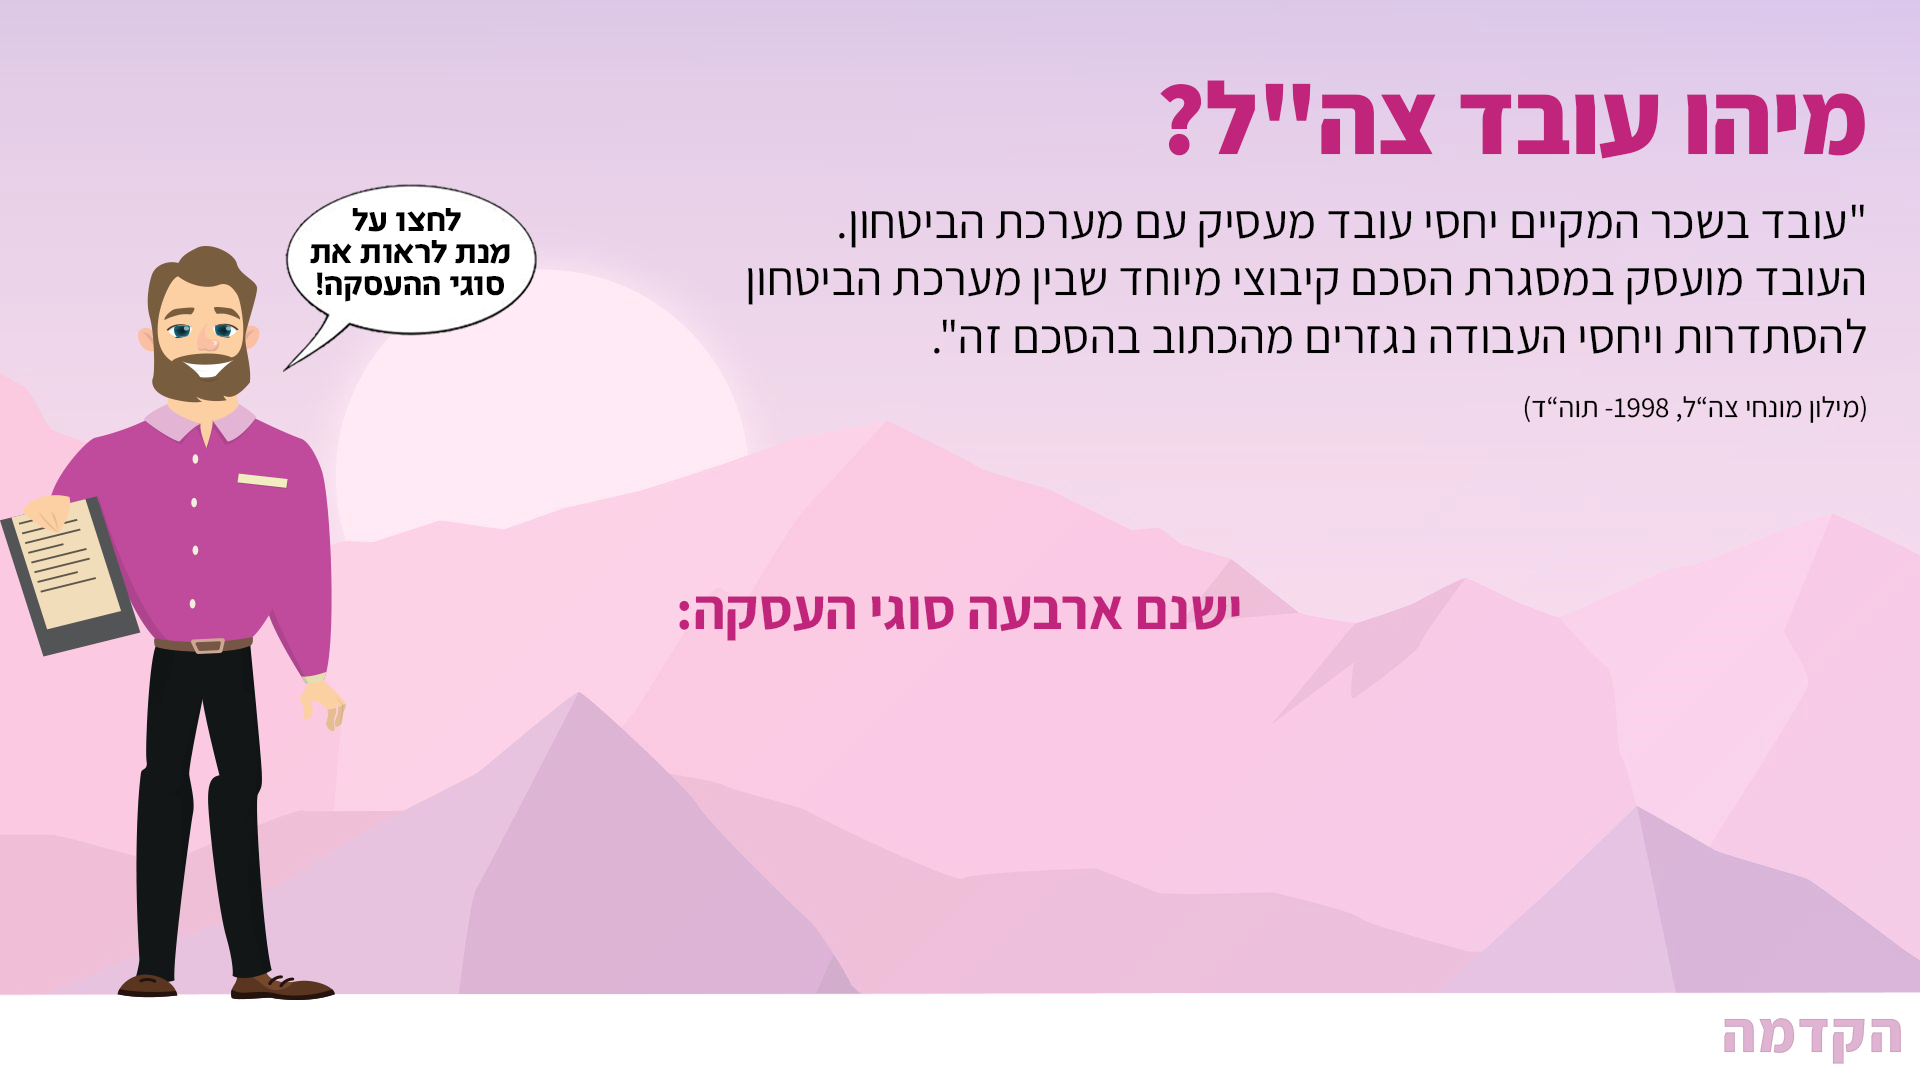 מיהו עובד צה"ל?
"עובד בשכר המקיים יחסי עובד מעסיק עם מערכת הביטחון.
העובד מועסק במסגרת הסכם קיבוצי מיוחד שבין מערכת הביטחון
להסתדרות ויחסי העבודה נגזרים מהכתוב בהסכם זה".
(מילון מונחי צה“ל, 1998- תוה“ד)
לחצו על
מנת לראות את
סוגי ההעסקה!
ישנם ארבעה סוגי העסקה:
הקדמה